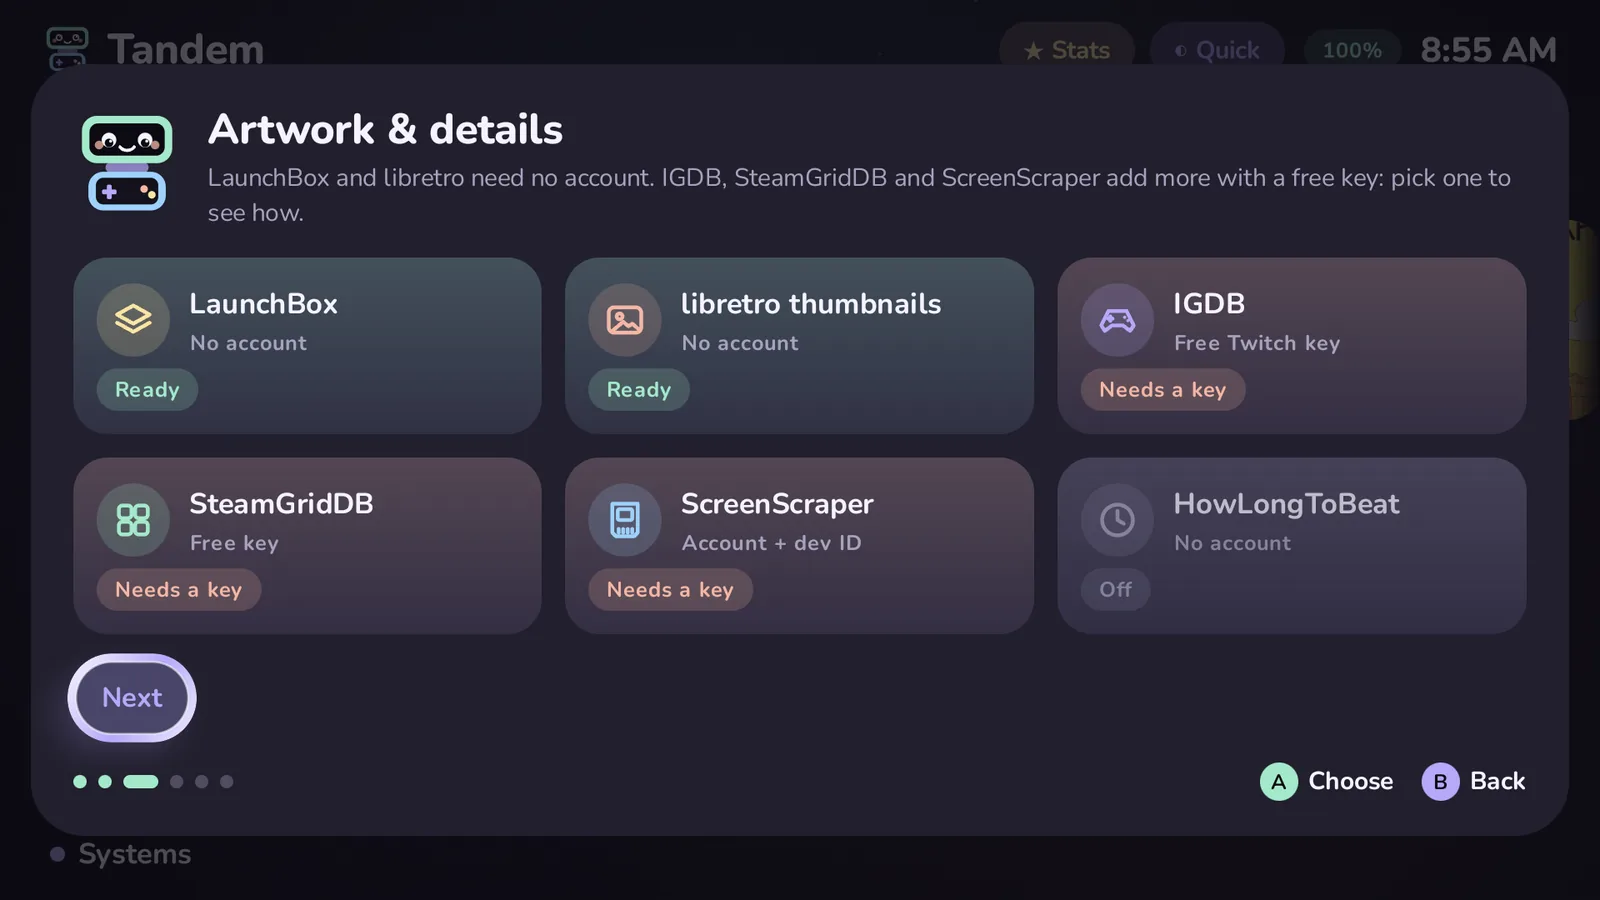 Tandem
★ Stats
Quick
100%
8:55 AM
Artwork & details
LaunchBox and libretro need no account. IGDB, SteamGridDB and ScreenScraper add more with a free key: pick one to
see how.
LaunchBox
No account
Ready
libretro thumbnails
No account
Ready
IGDB
Free Twitch key
Needs a key
SteamGridDB
Free key
Needs a key
ScreenScraper
Account + dev ID
Needs a key
HowLongToBeat
No account
Off
Next
A Choose
B Back
Systems